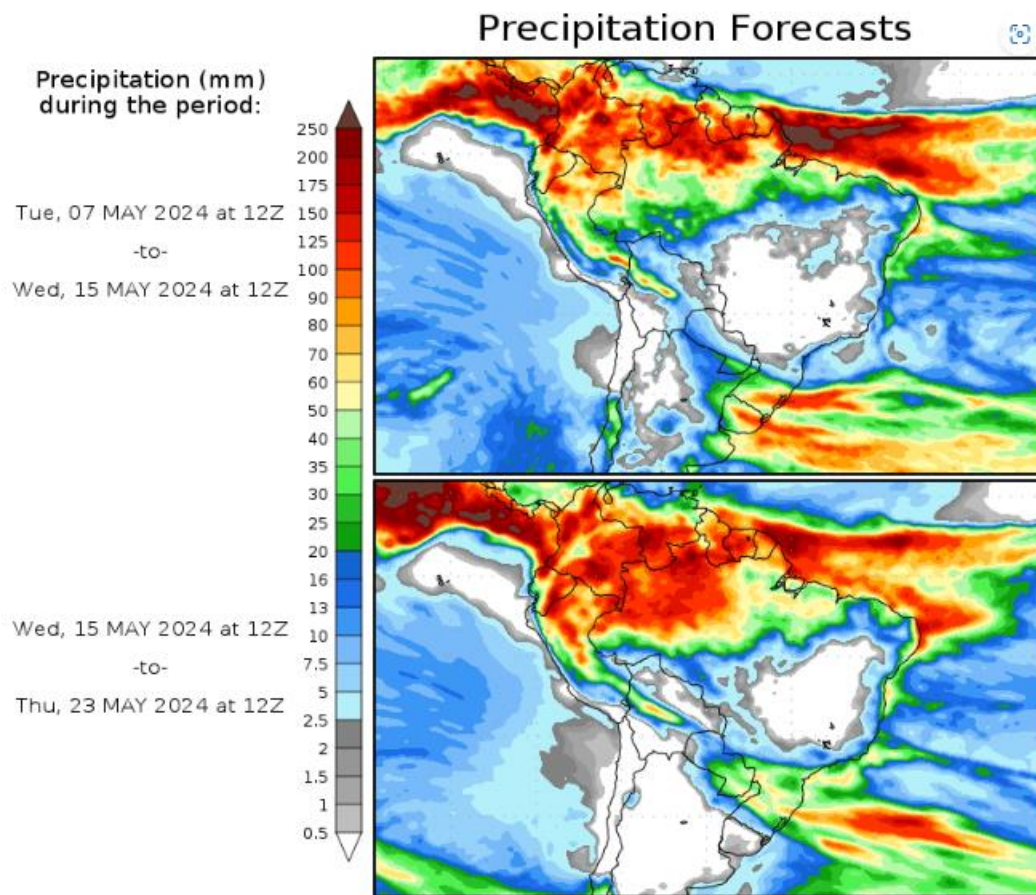 Precipitation Forecasts
Precipitation (mm)
during the period:
Tue, 07 MAY 2024 at 12Z
-to-
Wed, 15 MAY 2024 at 12Z
Wed, 15 MAY 2024 at 12Z
-to-
Thu, 23 MAY 2024 at 12Z
250
200
175
150
125
100
90
80
70
60
50
40
35
30
25
20
16
13
10
7.5
5
2.5
2
1.5
1
0.5